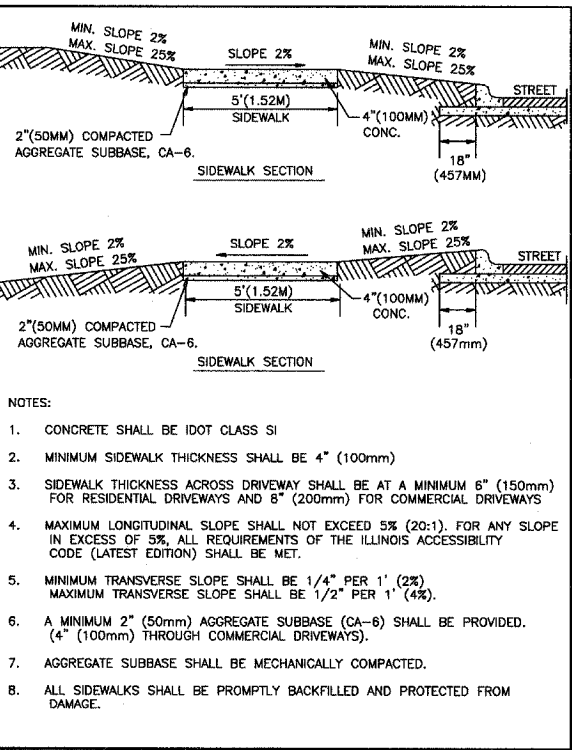 MIN. SLOPE 2%
MAX. SLOPE 25%
SLOPE 2%
MIN. SLOPE 2%
MAX. SLOPE 25%
STREET
5'(1.52M)
SIDEWALK
4"(100MM)
CONC.
2"(50MM) COMPACTED
AGGREGATE SUBBASE, CA-6.
18"
(457MM)
SIDEWALK SECTION
MIN. SLOPE 2%
MAX. SLOPE 25%
SLOPE 2%
MIN. SLOPE 2%
MAX. SLOPE 25%
STREET
5'(1.52M)
SIDEWALK
4"(100MM)
CONC.
2"(50MM) COMPACTED
AGGREGATE SUBBASE, CA-6.
18"
(457mm)
SIDEWALK SECTION
NOTES:
1. CONCRETE SHALL BE IDOT CLASS SI
2. MINIMUM SIDEWALK THICKNESS SHALL BE 4" (100mm)
3. SIDEWALK THICKNESS ACROSS DRIVEWAY SHALL BE AT A MINIMUM 6" (150mm)
FOR RESIDENTIAL DRIVEWAYS AND 8" (200mm) FOR COMMERCIAL DRIVEWAYS
4. MAXIMUM LONGITUDINAL SLOPE SHALL NOT EXCEED 5% (20:1). FOR ANY SLOPE
IN EXCESS OF 5%, ALL REQUIREMENTS OF THE ILLINOIS ACCESSIBILITY
CODE (LATEST EDITION) SHALL BE MET.
5. MINIMUM TRANSVERSE SLOPE SHALL BE 1/4" PER 1' (2%)
MAXIMUM TRANSVERSE SLOPE SHALL BE 1/2" PER 1' (4%).
6. A MINIMUM 2" (50mm) AGGREGATE SUBBASE (CA-6) SHALL BE PROVIDED.
(4" (100mm) THROUGH COMMERCIAL DRIVEWAYS).
7. AGGREGATE SUBBASE SHALL BE MECHANICALLY COMPACTED.
8. ALL SIDEWALKS SHALL BE PROMPTLY BACKFILLED AND PROTECTED FROM
DAMAGE.